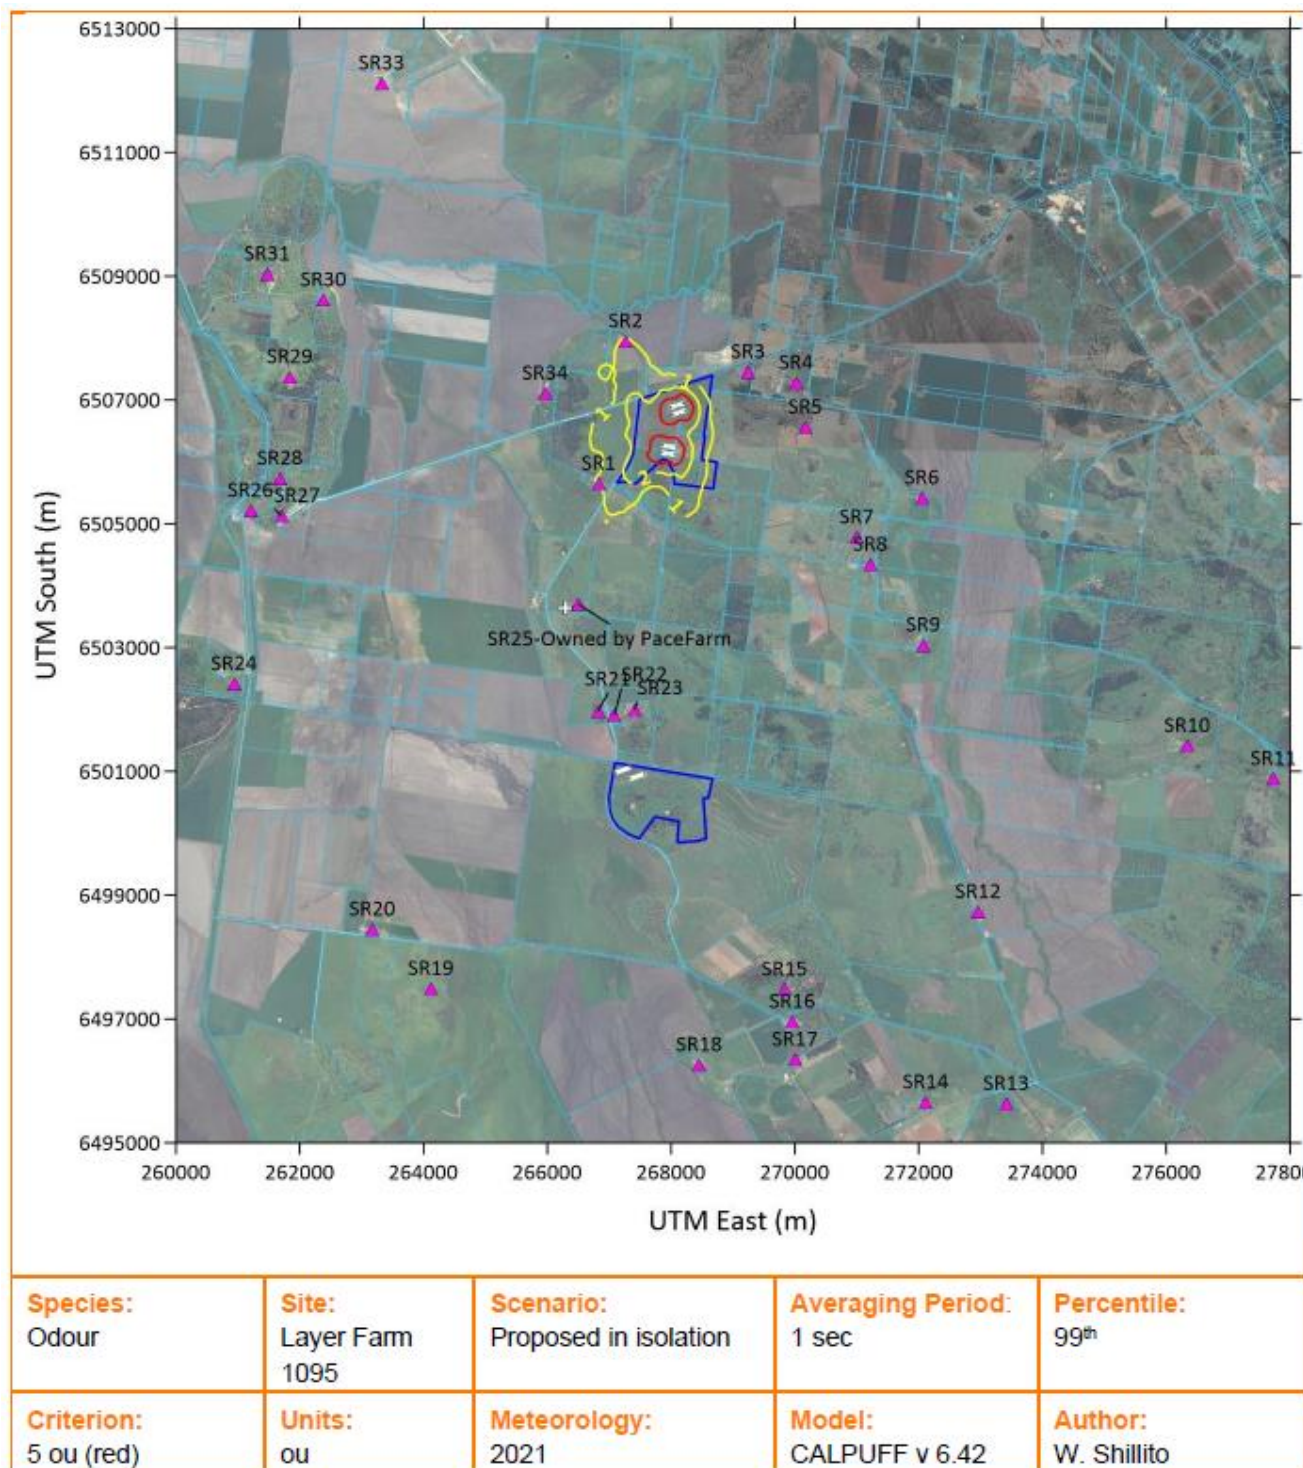 6513000
SR33
6511000
SR31
6509000
SR30
SR2
SR29
SR3
SR4
SR34
6507000
1
SR5
SR28
SR1
2
SR6
SR26
SR27
1
SR7
6505000
SR8
UTM South (m)
SR25-Owned by PaceFarm
SR9
6503000
SR24
SR21
SR22
SR23
SR10
SR11
6501000
SR12
6499000
SR20
SR19
SR15
SR16
6497000
SR18
SR17
SR14
SR13
6495000
260000 262000 264000 266000 268000 270000 272000 274000 276000
UTM East (m)
Species: Site: Scenario: Averaging Period: Percentile:
Odour Layer Farm Proposed in isolation 1 sec 99th
1095
Criterion: Units: Meteorology: Model: Author:
5 ou (red) ou 2021 CALPUFF v 6.42 W. Shillito